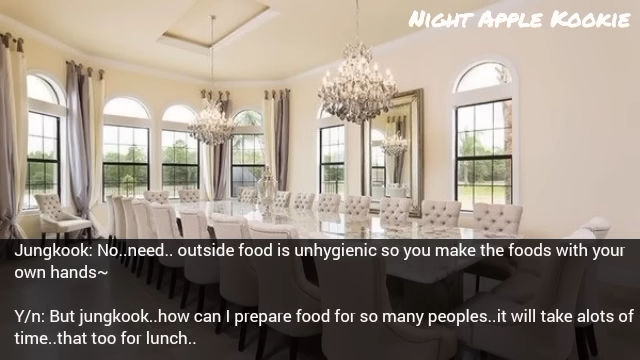 Night Apple Kookie
Jungkook: No..need.. outside food is unhygienic so you make the foods with your
own hands~
Y/n: But jungkook..how can I prepare food for so many peoples..it will take alots of
time..that too for lunch..